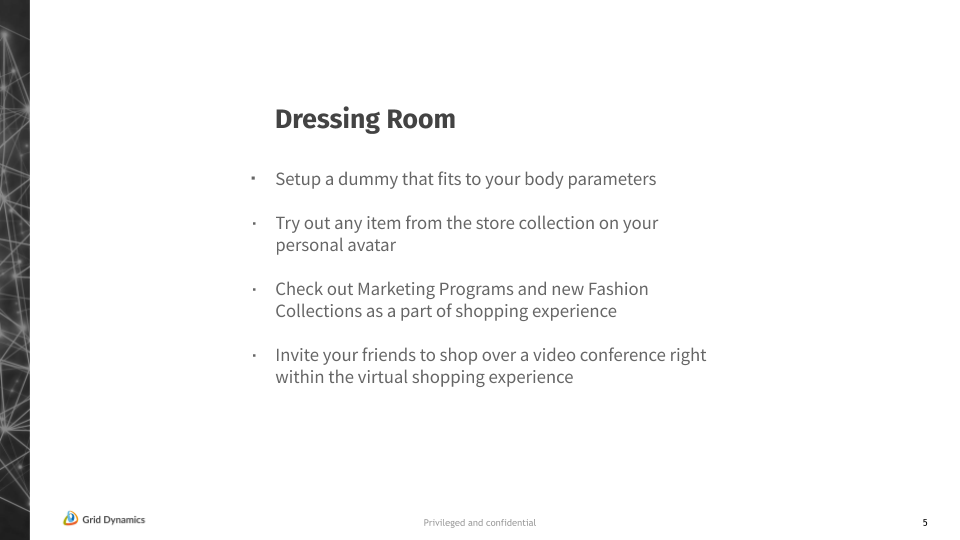 Dressing Room
· Setup a dummy that fits to your body parameters
· Try out any item from the store collection on your
personal avatar
· Check out Marketing Programs and new Fashion
Collections as a part of shopping experience
· Invite your friends to shop over a video conference right
within the virtual shopping experience
Grid Dynamics
Privileged and confidential
5